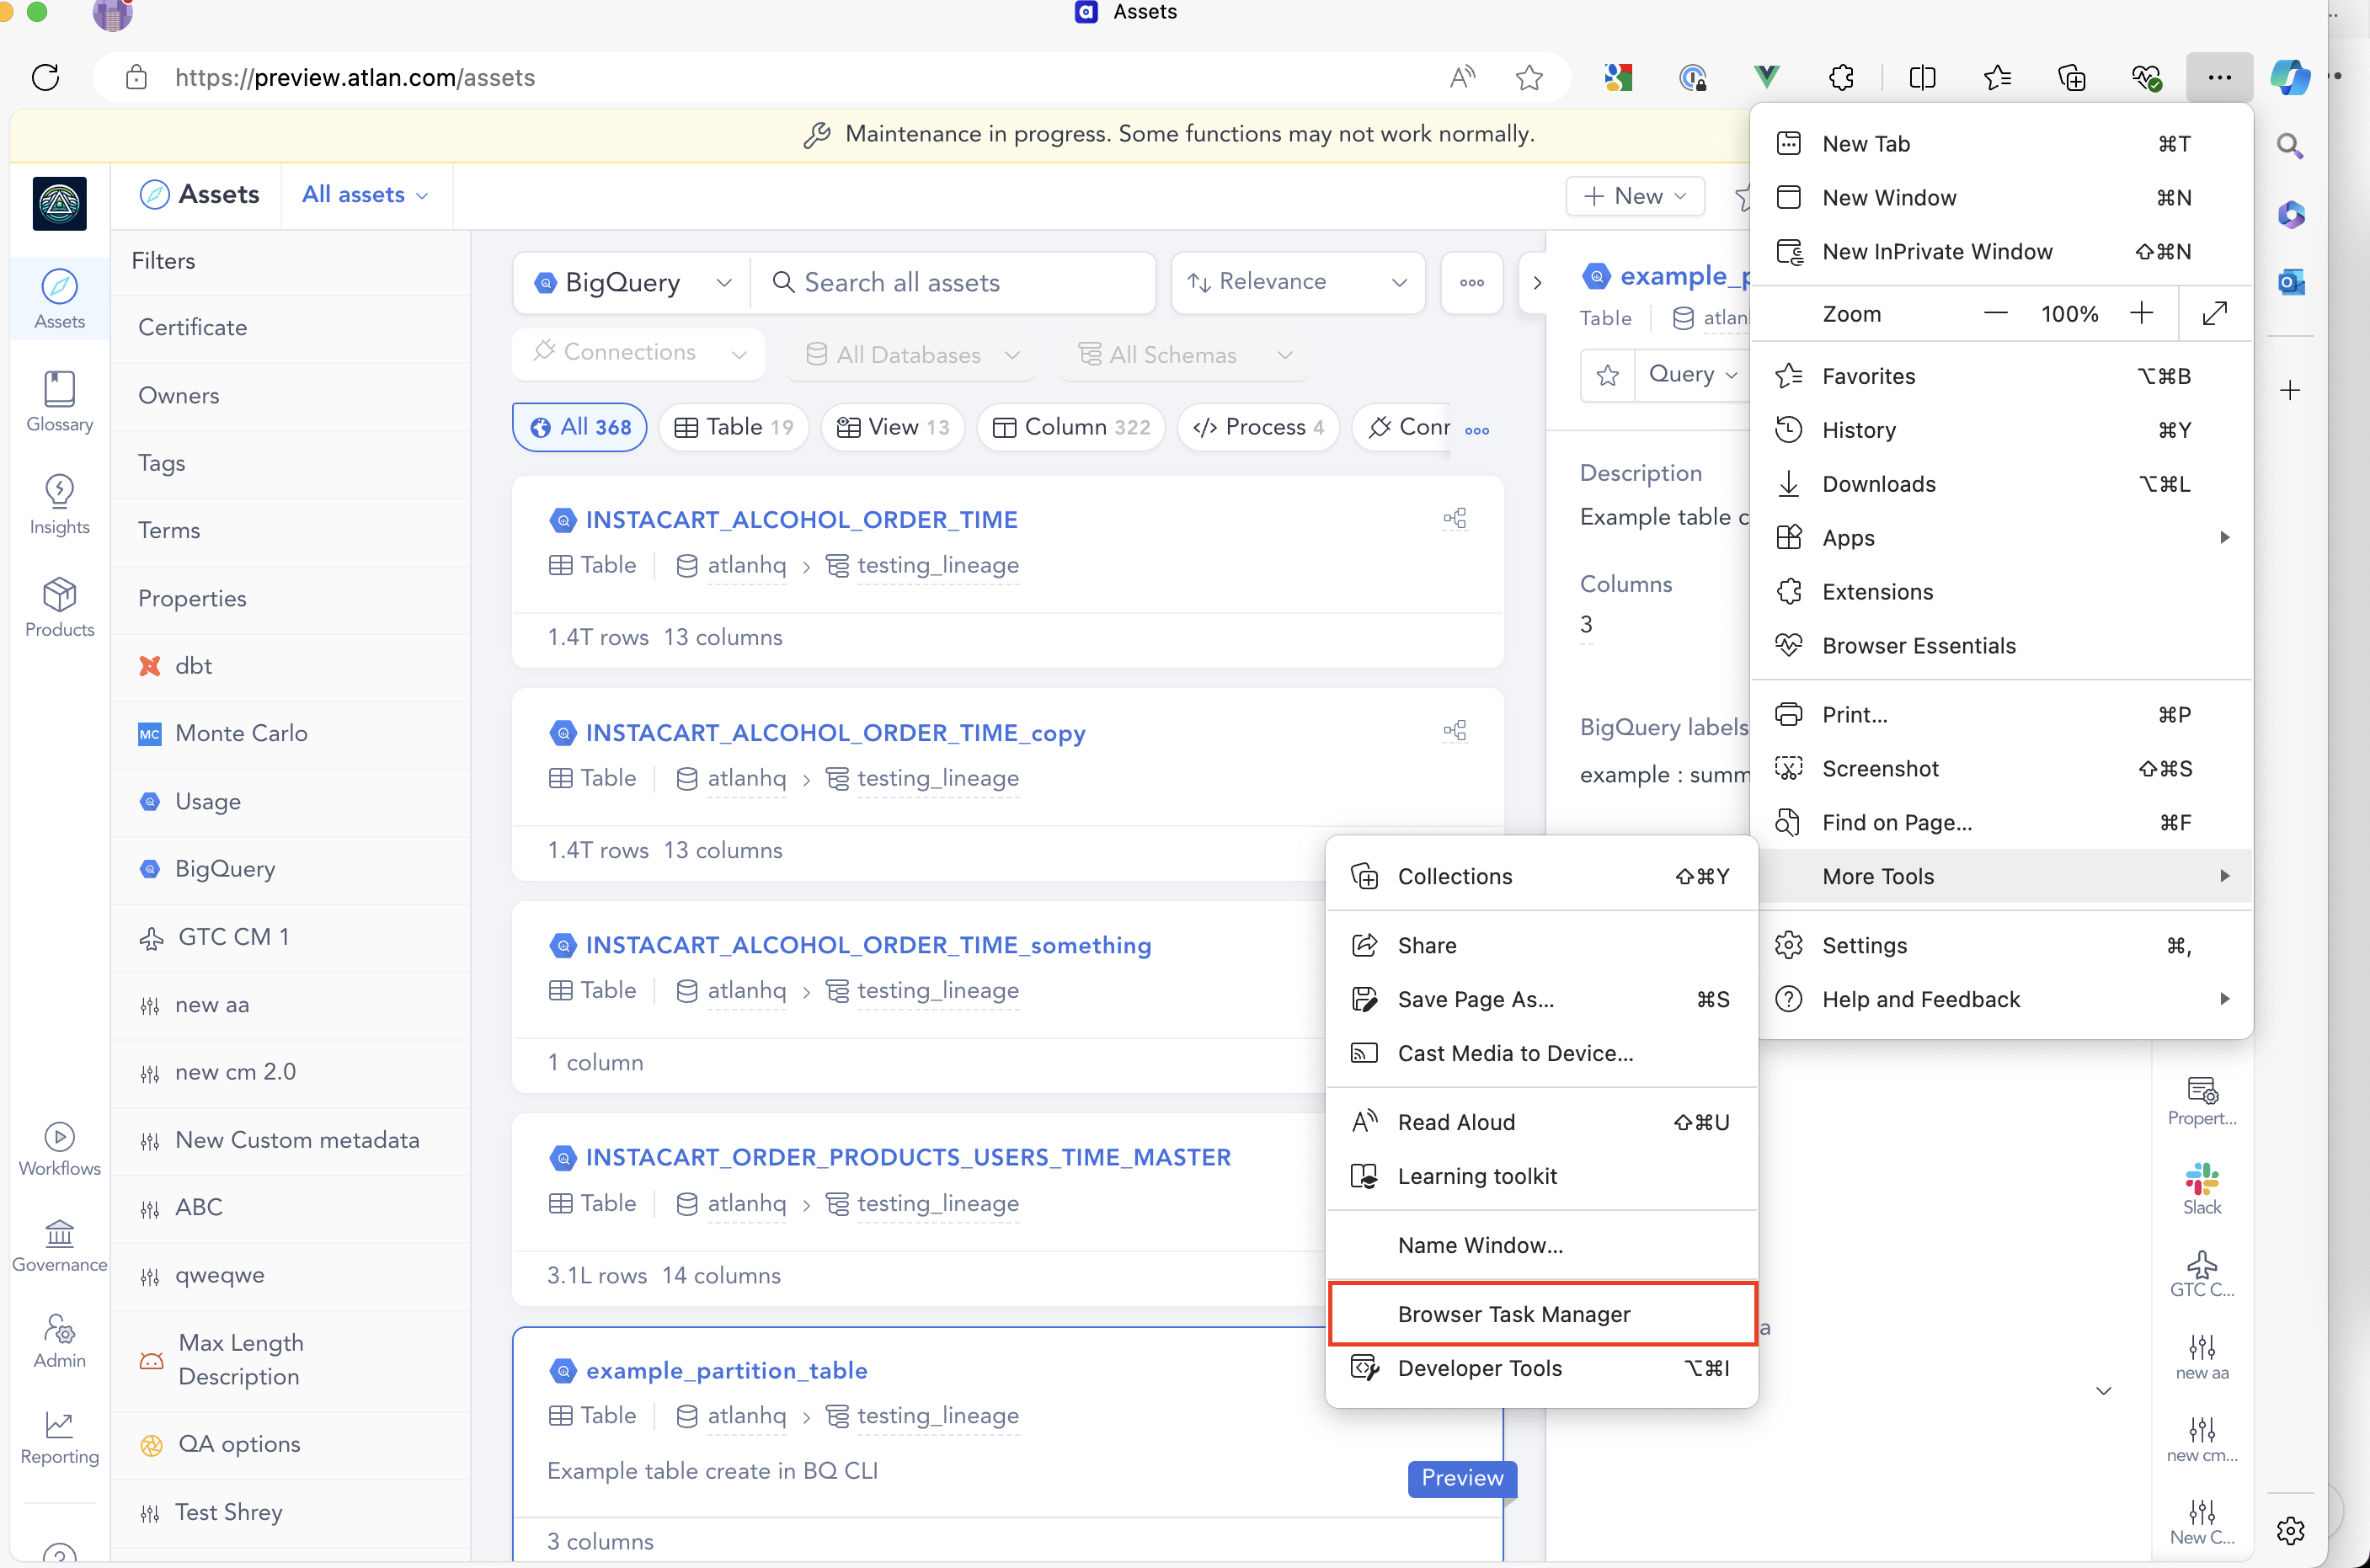 Assets
https://preview.atlan.com/assets
Maintenance in progress. Some functions may not work normally.
Assets
All assets
New
Assets
Glossary
Insights
Products
Workflows
Governance
Admin
Reporting
Filters
Certificate
Owners
Tags
Terms
Properties
dbt
MC Monte Carlo
Usage
BigQuery
GTC CM 1
new aa
new cm 2.0
New Custom metadata
ABC
qweqwe
Max Length
Description
QA options
Test Shrey
BigQuery
Search all assets
Relevance
Connections
All Databases
All Schemas
All 368
Table 19
View 13
Column 322
Process 4
INSTACART_ALCOHOL_ORDER_TIME
Table atlanhq > testing_lineage
1.4T rows 13 columns
INSTACART_ALCOHOL_ORDER_TIME_copy
Table atlanhq > testing_lineage
1.4T rows 13 columns
INSTACART_ALCOHOL_ORDER_TIME_something
Table atlanhq > testing_lineage
1 column
INSTACART_ORDER_PRODUCTS_USERS_TIME_MASTER
Table atlanhq > testing_lineage
3.1L rows 14 columns
example_partition_table
Table atlanhq > testing_lineage
Example table create in BQ CLI
Preview
3 columns
example_p
Table atlanl
Query
Description
Example table c
Columns
3
BigQuery labels
example : summ
New Tab ⌘T
New Window ⌘N
New InPrivate Window ⇧⌘N
Zoom — 100% +
Favorites ⌥⌘B
History ⌘Y
Downloads ⌥⌘L
Apps
Extensions
Browser Essentials
Print... ⌘P
Screenshot ⇧⌘S
Find on Page... ⌘F
More Tools
Settings ⌘,
Help and Feedback
Collections ⇧⌘Y
Share
Save Page As... ⌘S
Cast Media to Device...
Read Aloud ⇧⌘U
Learning toolkit
Name Window...
Browser Task Manager
Developer Tools ⌥⌘I
Propert...
Slack
GTC C...
new aa
new cm...
New C...